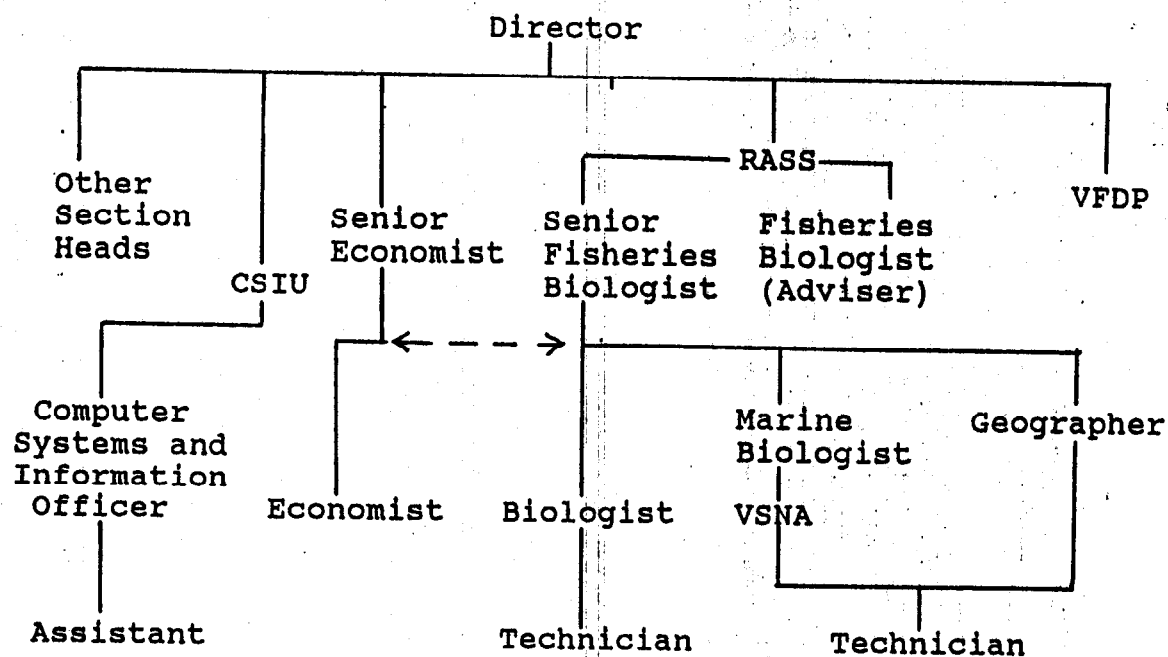 Director
RASS
VFDP
Other
Section
Heads
CSIU
Senior
Economist
Senior
Fisheries
Biologist
Fisheries
Biologist
(Adviser)
Computer
Systems and
Information
Officer
Economist
Biologist
Marine
Biologist
VSNA
Geographer
Assistant
Technician
Technician